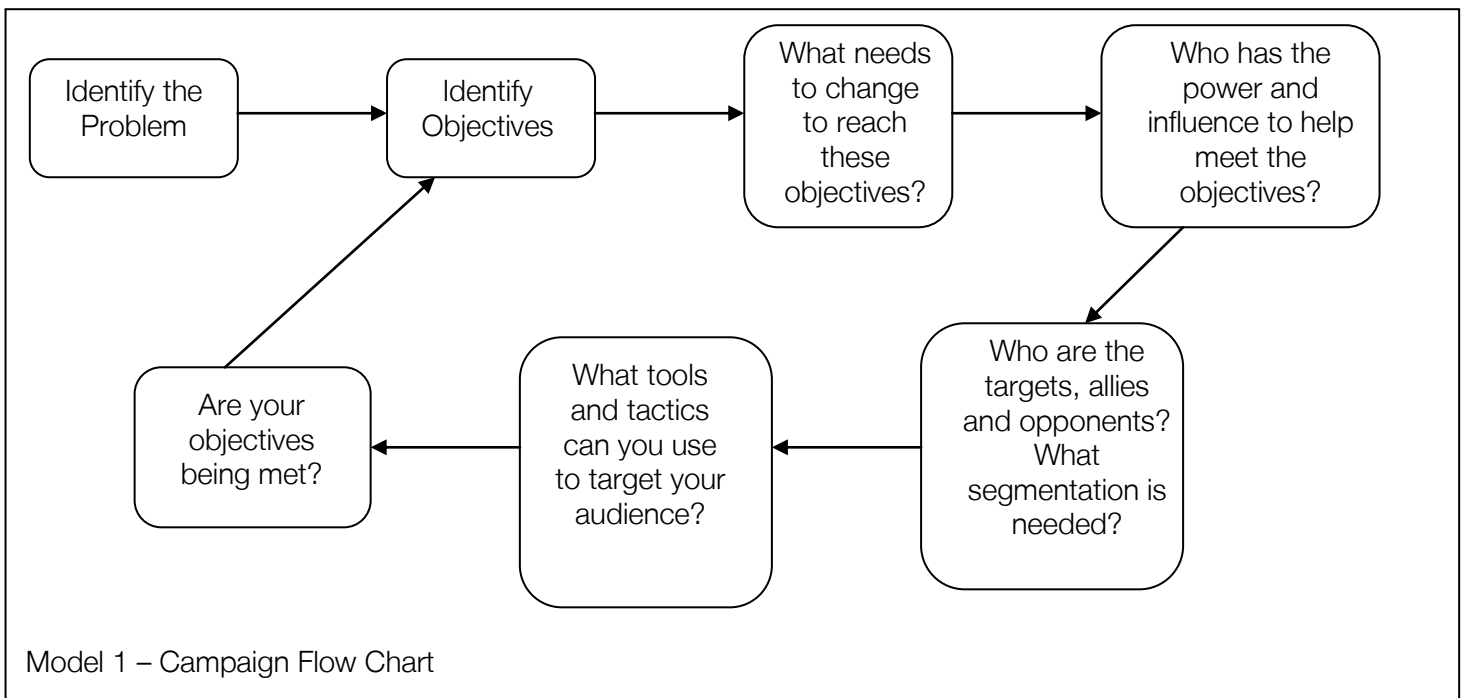 Identify the
Problem
Identify
Objectives
What needs
to change
to reach
these
objectives?
Who has the
power and
influence to help
meet the
objectives?
Who are the
targets, allies
and opponents?
What
segmentation is
needed?
What tools
and tactics
can you use
to target your
audience?
Are your
objectives
being met?
Model 1 – Campaign Flow Chart